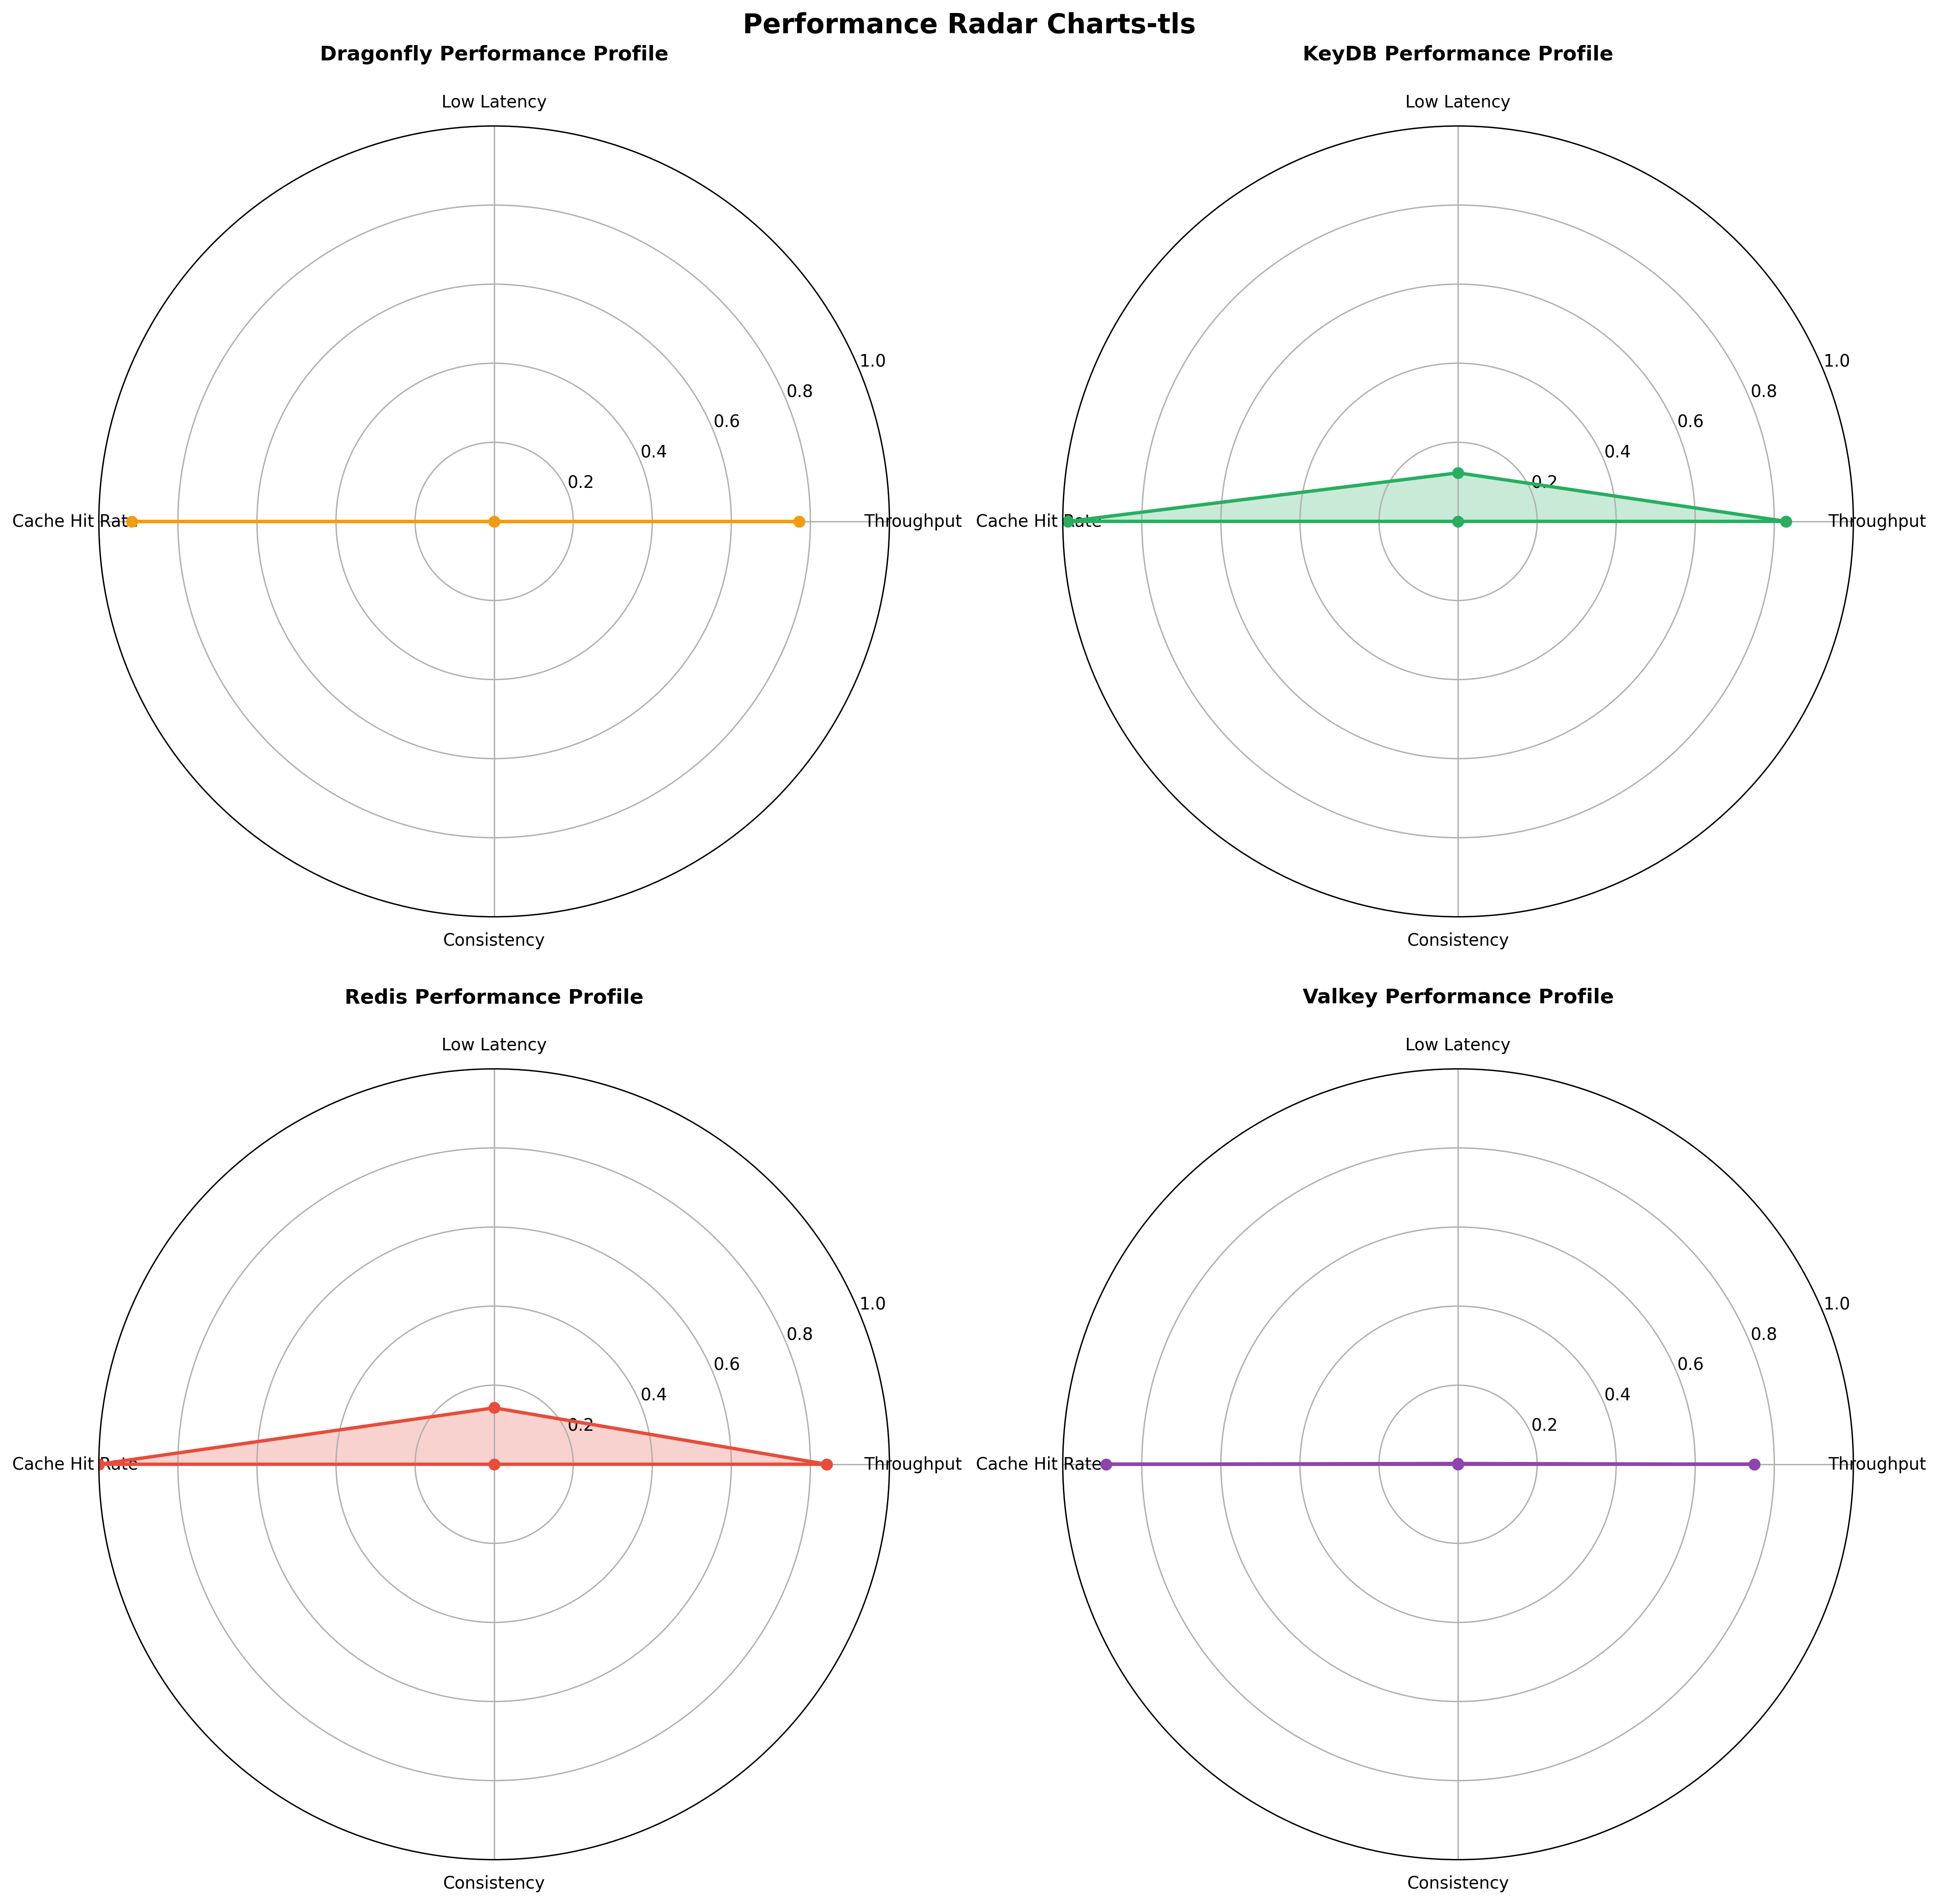 Performance Radar Charts-tls
Dragonfly Performance Profile
Low Latency
1.0
0.8
0.6
0.4
0.2
Cache Hit Rate
Throughput
Consistency
KeyDB Performance Profile
Low Latency
1.0
0.8
0.6
0.4
0.2
Cache Hit Rate
Throughput
Consistency
Redis Performance Profile
Low Latency
1.0
0.8
0.6
0.4
0.2
Cache Hit Rate
Throughput
Consistency
Valkey Performance Profile
Low Latency
1.0
0.8
0.6
0.4
0.2
Cache Hit Rate
Throughput
Consistency